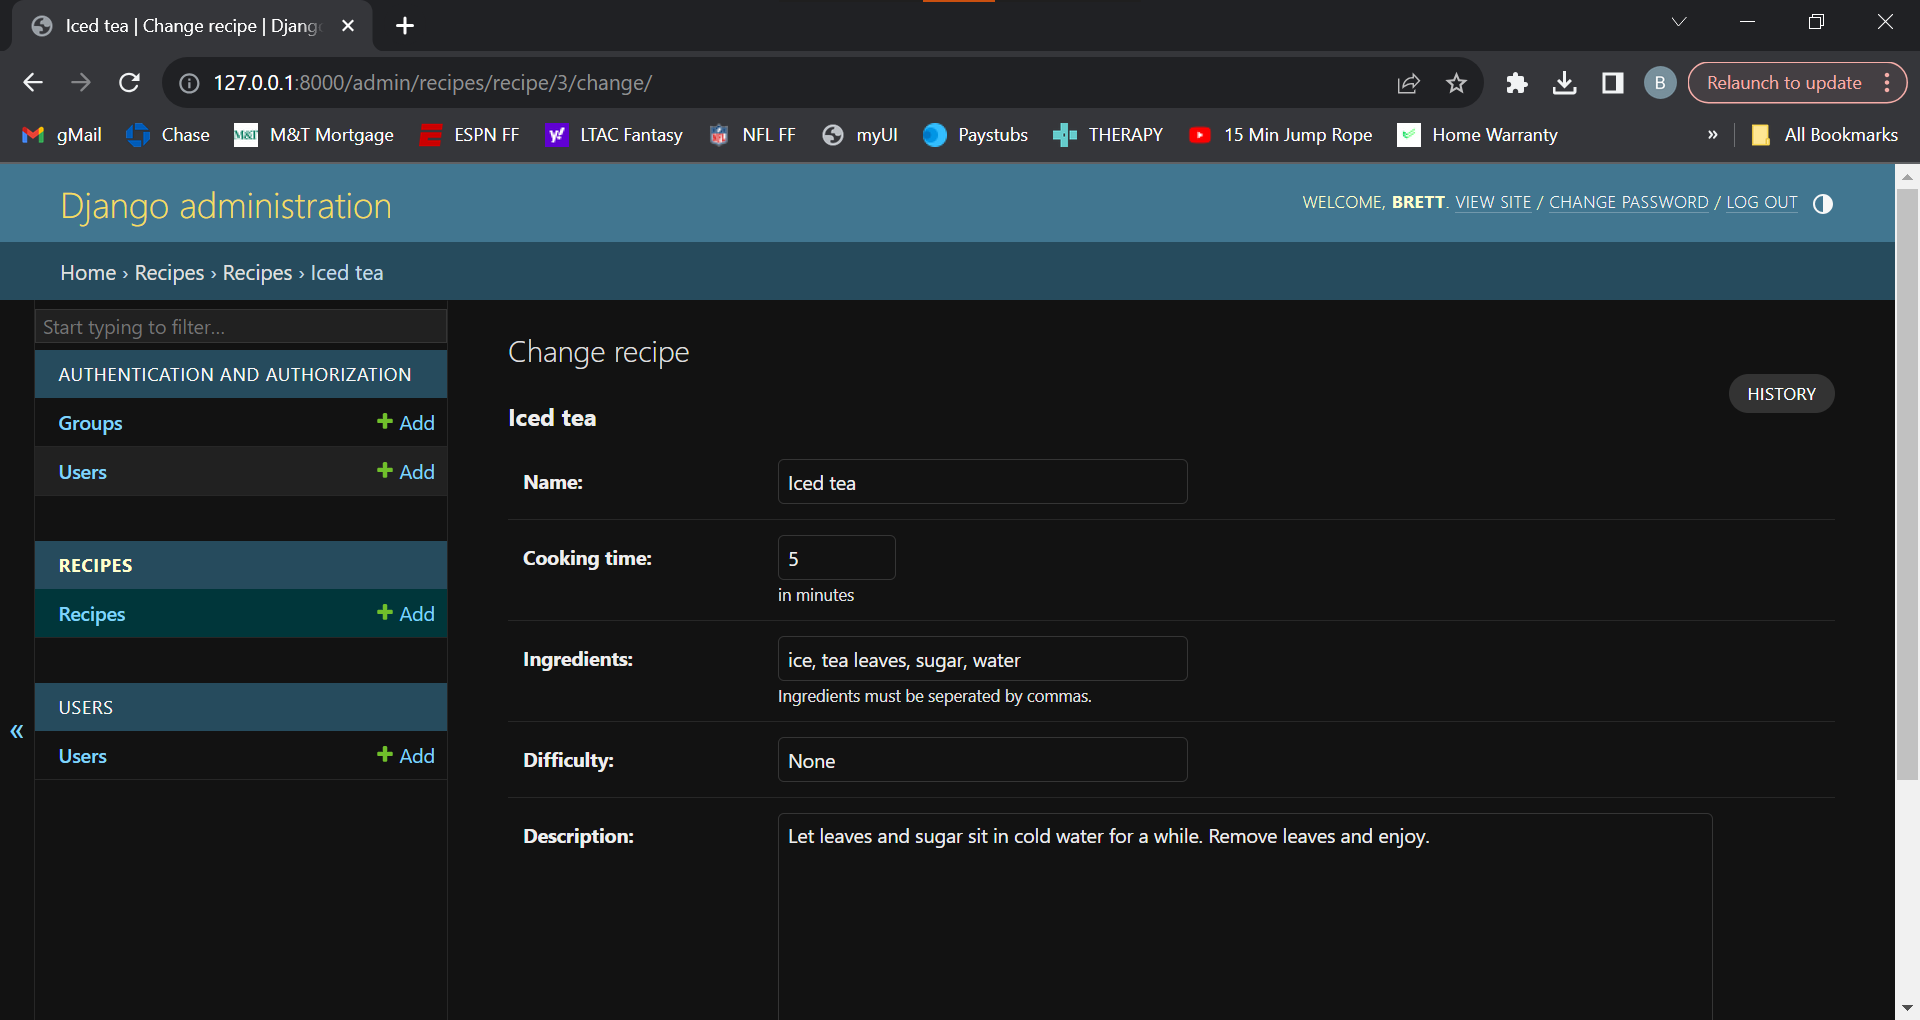 Iced tea | Change recipe | Djang
127.0.0.1:8000/admin/recipes/recipe/3/change/
B
Relaunch to update
gMail
Chase
M&T
M&T Mortgage
ESPN FF
y!
LTAC Fantasy
NFL FF
myUI
Paystubs
THERAPY
15 Min Jump Rope
Home Warranty
»
All Bookmarks
Django administration
WELCOME, BRETT. VIEW SITE / CHANGE PASSWORD / LOG OUT
Home › Recipes › Recipes › Iced tea
Start typing to filter...
AUTHENTICATION AND AUTHORIZATION
Groups + Add
Users + Add
RECIPES
Recipes + Add
USERS
Users + Add
«
Change recipe
HISTORY
Iced tea
Name: Iced tea
Cooking time: 5
in minutes
Ingredients: ice, tea leaves, sugar, water
Ingredients must be seperated by commas.
Difficulty: None
Description: Let leaves and sugar sit in cold water for a while. Remove leaves and enjoy.